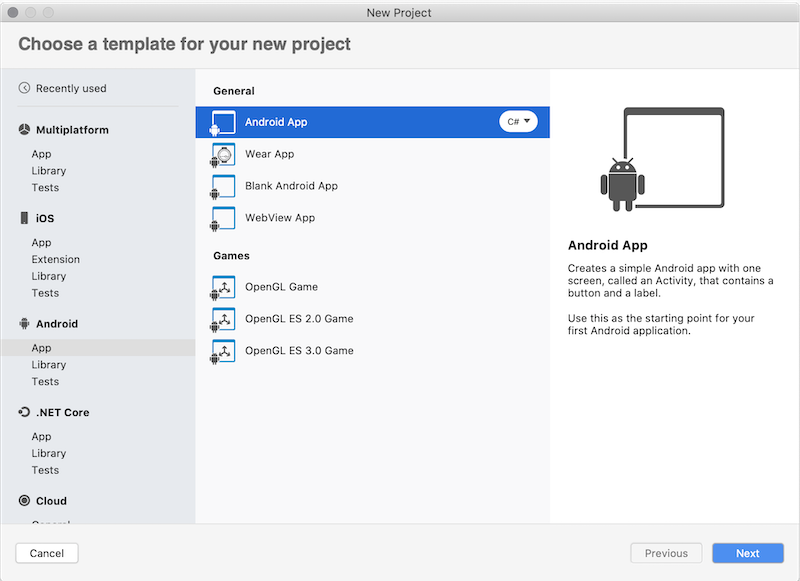 New Project
Choose a template for your new project
Recently used
Multiplatform
App
Library
Tests
iOS
App
Extension
Library
Tests
Android
App
Library
Tests
.NET Core
App
Library
Tests
Cloud
General
General
Android App
C#
Wear App
Blank Android App
WebView App
Games
OpenGL Game
OpenGL ES 2.0 Game
OpenGL ES 3.0 Game
Android App
Creates a simple Android app with one
screen, called an Activity, that contains a
button and a label.
Use this as the starting point for your
first Android application.
Cancel
Previous
Next